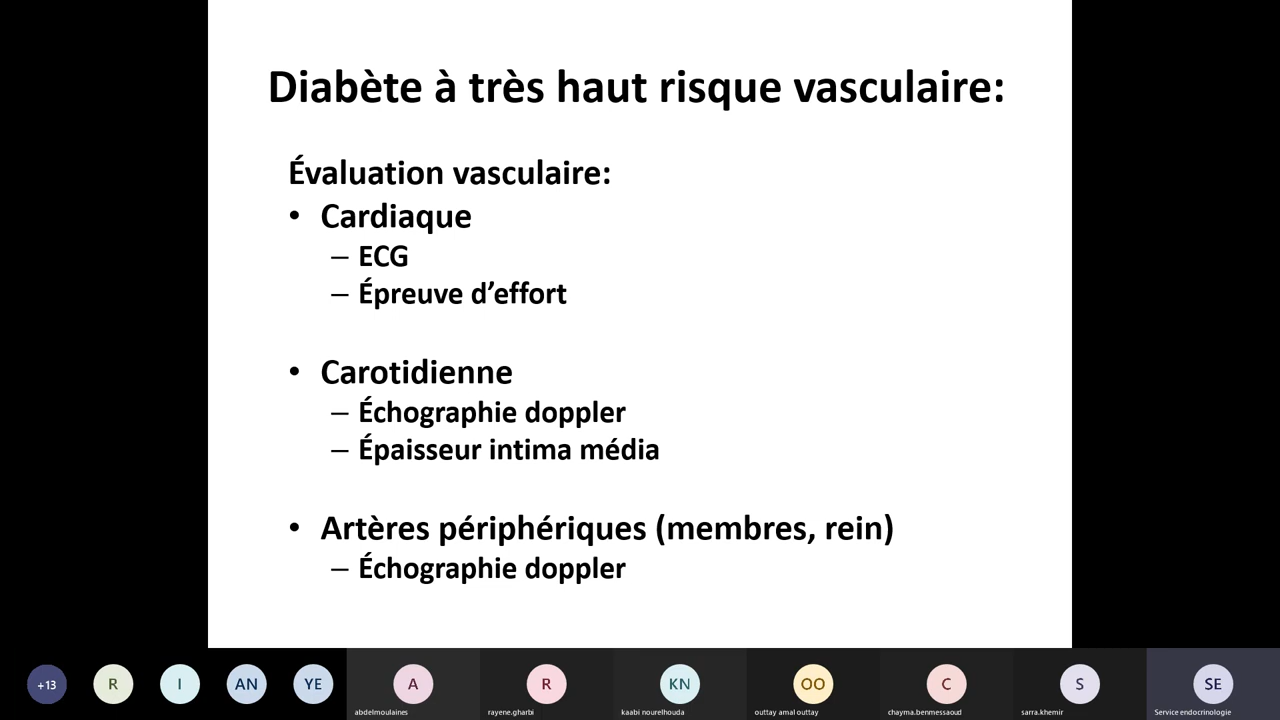 Diabète à très haut risque vasculaire:
Évaluation vasculaire:
• Cardiaque
– ECG
– Épreuve d’effort
• Carotidienne
– Échographie doppler
– Épaisseur intima média
• Artères périphériques (membres, rein)
– Échographie doppler
+13 R I AN YE A R KN OO C S SE
abdelmoulaines rayene.gharbi kaabi nourelhouda outtay amal outtay chayma.benmessaoud sarra.khemir Service endocrinologie